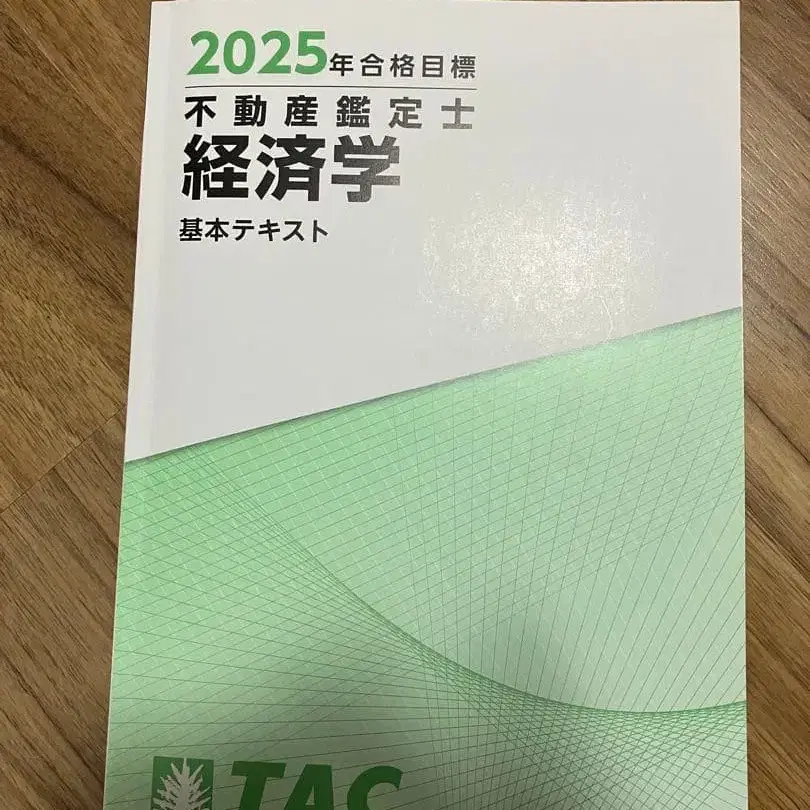 2025年合格目標
不動産鑑定士
経済学
基本テキスト
TAC